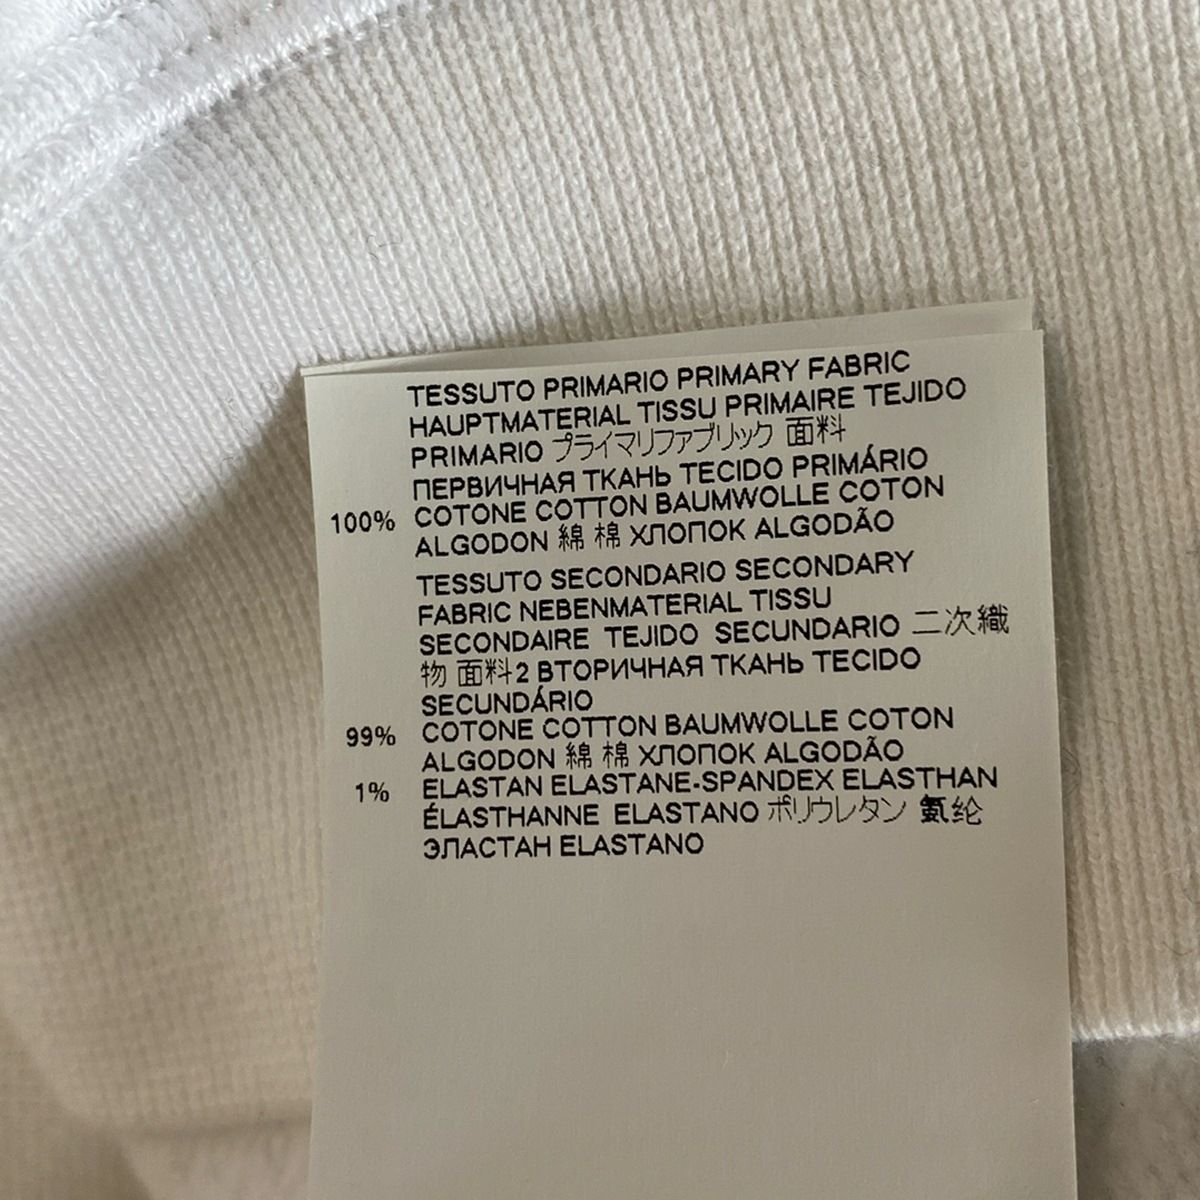 TESSUTO PRIMARIO PRIMARY FABRIC
HAUPTMATERIAL TISSU PRIMAIRE TEJIDO
PRIMARIO プライマリファブリック 面料
ПЕРВИЧНАЯ ТКАНЬ TECIDO PRIMÁRIO
100% COTONE COTTON BAUMWOLLE COTON
ALGODON 綿 棉 ХЛОПОК ALGODÃO
TESSUTO SECONDARIO SECONDARY
FABRIC NEBENMATERIAL TISSU
SECONDAIRE TEJIDO SECUNDARIO 二次織
物 面料2 ВТОРИЧНАЯ ТКАНЬ TECIDO
SECUNDÁRIO
99% COTONE COTTON BAUMWOLLE COTON
ALGODON 綿 棉 ХЛОПОК ALGODÃO
1% ELASTAN ELASTANE-SPANDEX ELASTHAN
ÉLASTHANNE ELASTANO ポリウレタン 氨纶
ЭЛАСТАН ELASTANO